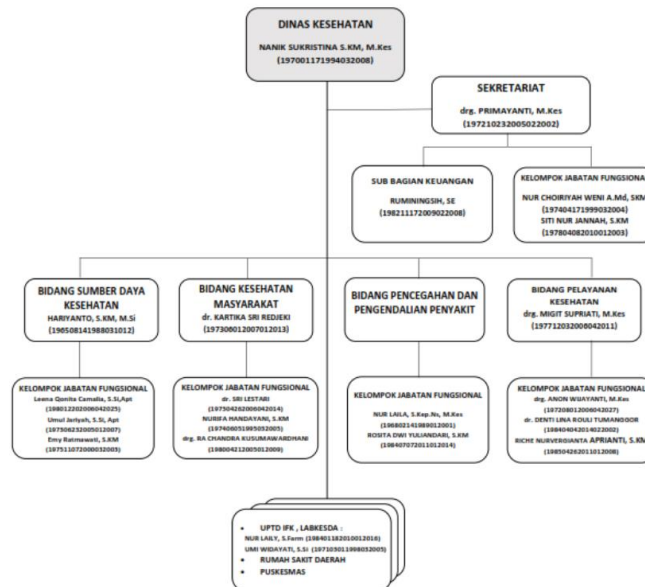 DINAS KESEHATAN
NANIK SUKRISTINA S.KM, M.Kes
(197001171994032008)
SEKRETARIAT
drg. PRIMAYANTI, M.Kes
(197210232005022002)
SUB BAGIAN KEUANGAN
RUMININGSIH, SE
(198211172009022008)
KELOMPOK JABATAN FUNGSIONAL
NUR CHOIRIYAH WENI A.Md, SKM
(197404171999032004)
SITI NUR JANNAH, S.KM
(197804082010012003)
BIDANG SUMBER DAYA
KESEHATAN
HARIYANTO, S.KM, M.Si
(196508141988031012)
BIDANG KESEHATAN
MASYARAKAT
dr. KARTIKA SRI REDJEKI
(197306012007012013)
BIDANG PENCEGAHAN DAN
PENGENDALIAN PENYAKIT
BIDANG PELAYANAN
KESEHATAN
drg. MIGIT SUPRIATI, M.Kes
(197712032006042011)
KELOMPOK JABATAN FUNGSIONAL
Leena Qonita Camalia, S.Si,Apt
(198012202006042025)
Umul Jariyah, S.Si, Apt
(197506232005012007)
Emy Ratmawati, S.KM
(197511072000032005)
KELOMPOK JABATAN FUNGSIONAL
dr. SRI LESTARI
(197504262006042014)
NURIFA HANDAYANI, S.KM
(197406051995032005)
drg. RA CHANDRA KUSUMAWARDHANI
(198004212005012009)
KELOMPOK JABATAN FUNGSIONAL
NUR LAILA, S.Kep.Ns, M.Kes
(196802141989012001)
ROSITA DWI YULIANDARI, S.KM
(198407072011012014)
KELOMPOK JABATAN FUNGSIONAL
drg. ANON WIJAYANTI, M.Kes
(197208012006042027)
dr. DENTI LINA ROULI TUMANGGOR
(198404042014022002)
RICHE NURVERGIANTA APRIANTI, S.KM
(198504262011012008)
• UPTD IFK , LABKESDA :
NUR LAILY, S.Farm (198401182010012016)
UMI WIDAYATI, S.Si (197103011998032005)
• RUMAH SAKIT DAERAH
• PUSKESMAS